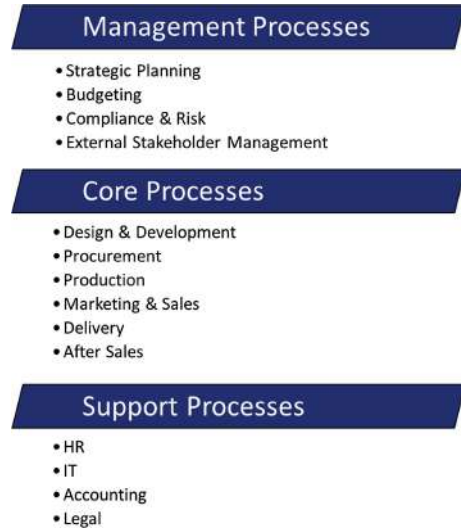 Management Processes
• Strategic Planning
• Budgeting
• Compliance & Risk
• External Stakeholder Management
Core Processes
• Design & Development
• Procurement
• Production
• Marketing & Sales
• Delivery
• After Sales
Support Processes
• HR
• IT
• Accounting
• Legal